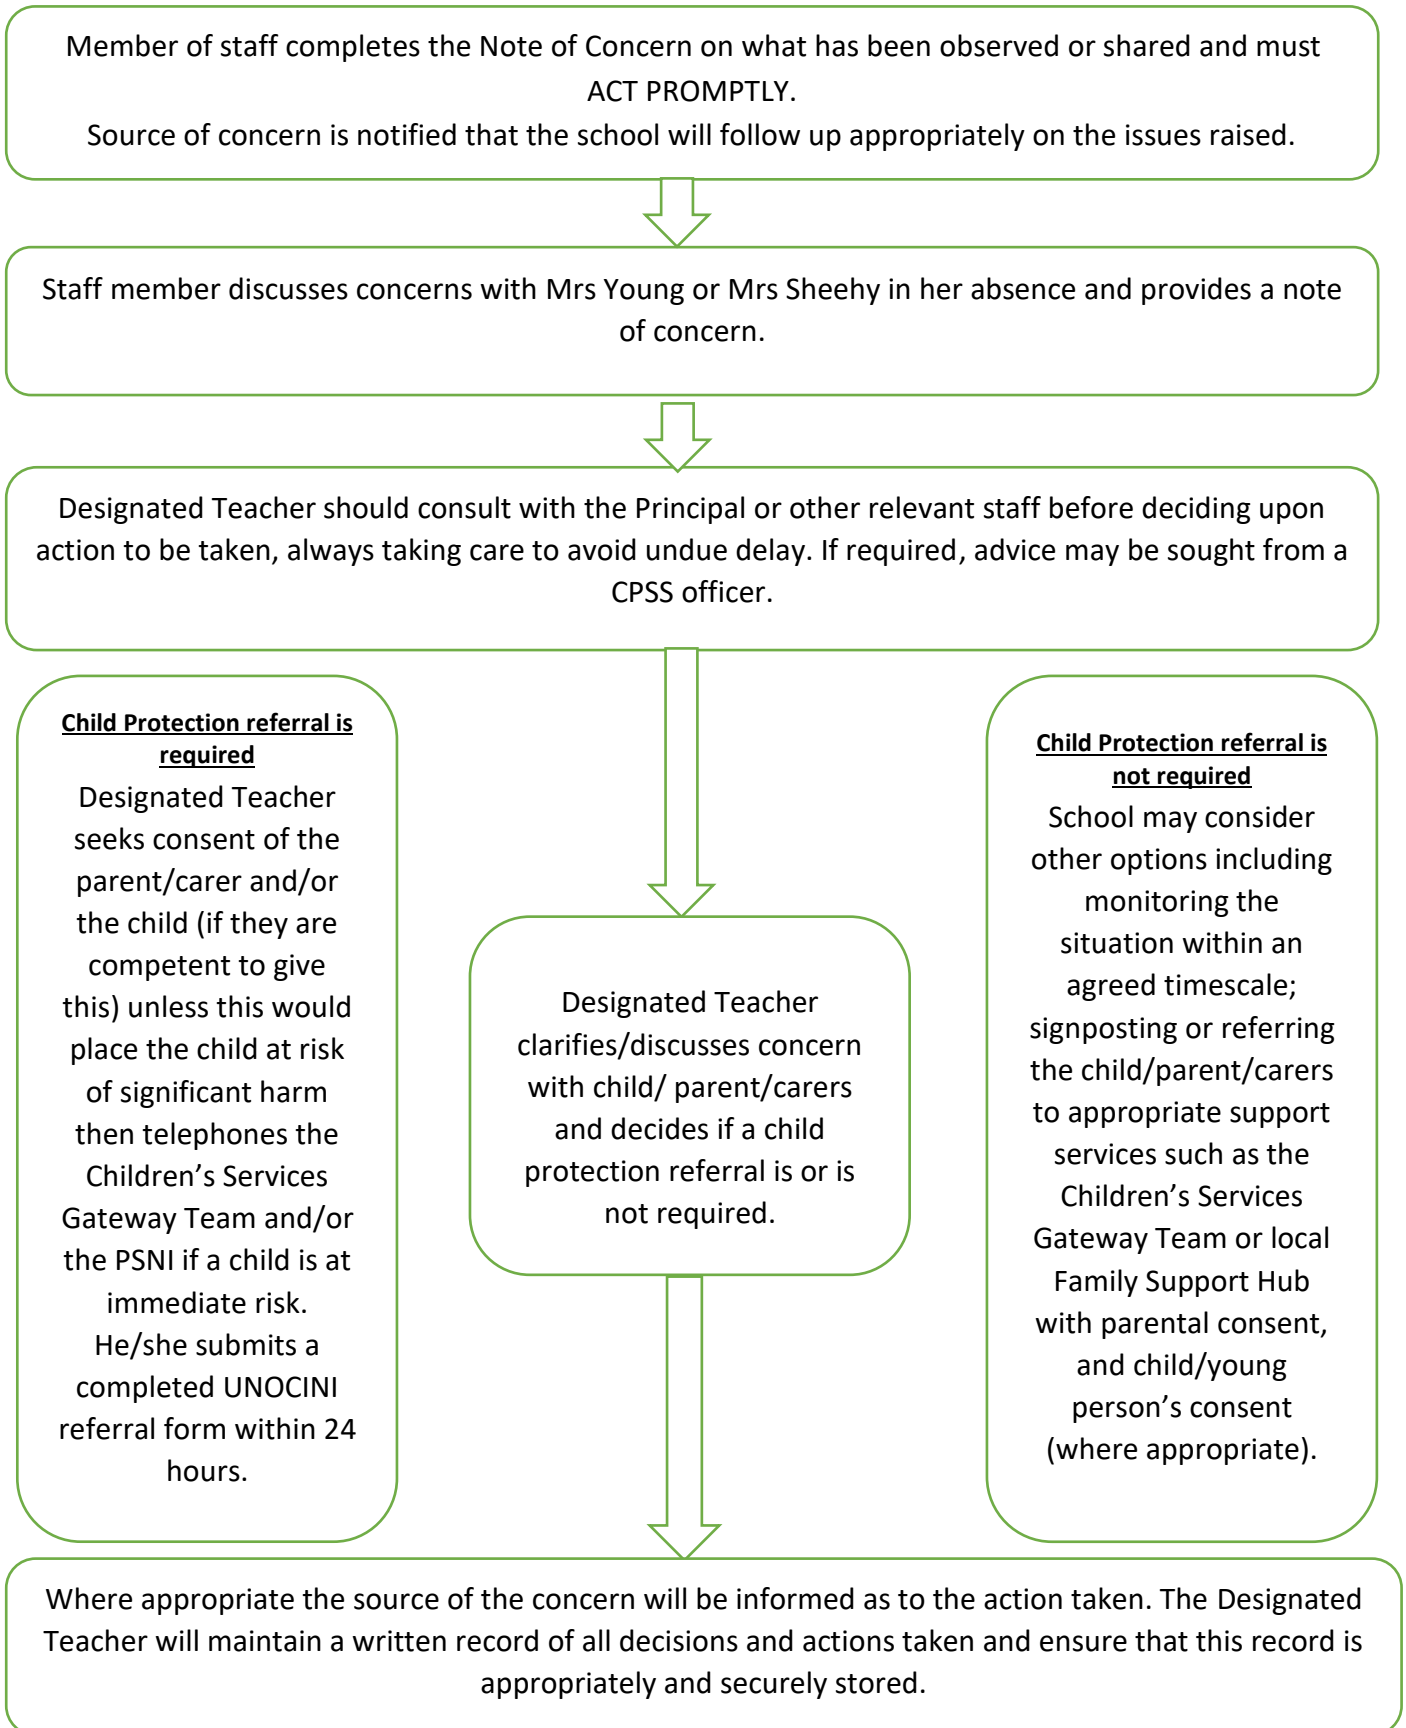 Member of staff completes the Note of Concern on what has been observed or shared and must
ACT PROMPTLY.
Source of concern is notified that the school will follow up appropriately on the issues raised.
Staff member discusses concerns with Mrs Young or Mrs Sheehy in her absence and provides a note
of concern.
Designated Teacher should consult with the Principal or other relevant staff before deciding upon
action to be taken, always taking care to avoid undue delay. If required, advice may be sought from a
CPSS officer.
Child Protection referral is
required
Designated Teacher
seeks consent of the
parent/carer and/or
the child (if they are
competent to give
this) unless this would
place the child at risk
of significant harm
then telephones the
Children’s Services
Gateway Team and/or
the PSNI if a child is at
immediate risk.
He/she submits a
completed UNOCINI
referral form within 24
hours.
Designated Teacher
clarifies/discusses concern
with child/ parent/carers
and decides if a child
protection referral is or is
not required.
Child Protection referral is
not required
School may consider
other options including
monitoring the
situation within an
agreed timescale;
signposting or referring
the child/parent/carers
to appropriate support
services such as the
Children’s Services
Gateway Team or local
Family Support Hub
with parental consent,
and child/young
person’s consent
(where appropriate).
Where appropriate the source of the concern will be informed as to the action taken. The Designated
Teacher will maintain a written record of all decisions and actions taken and ensure that this record is
appropriately and securely stored.